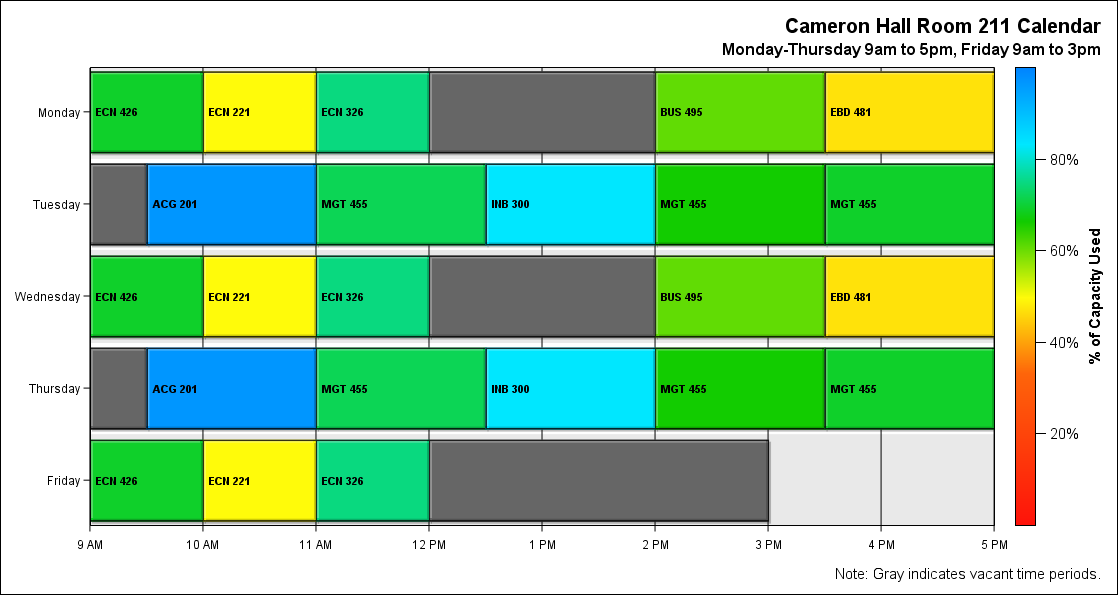 Cameron Hall Room 211 Calendar
Monday-Thursday 9am to 5pm, Friday 9am to 3pm
Monday ECN 426 ECN 221 ECN 326 BUS 495 EBD 481
Tuesday ACG 201 MGT 455 INB 300 MGT 455 MGT 455
Wednesday ECN 426 ECN 221 ECN 326 BUS 495 EBD 481
Thursday ACG 201 MGT 455 INB 300 MGT 455 MGT 455
Friday ECN 426 ECN 221 ECN 326
9 AM 10 AM 11 AM 12 PM 1 PM 2 PM 3 PM 4 PM 5 PM
80%
60%
40%
20%
% of Capacity Used
Note: Gray indicates vacant time periods.